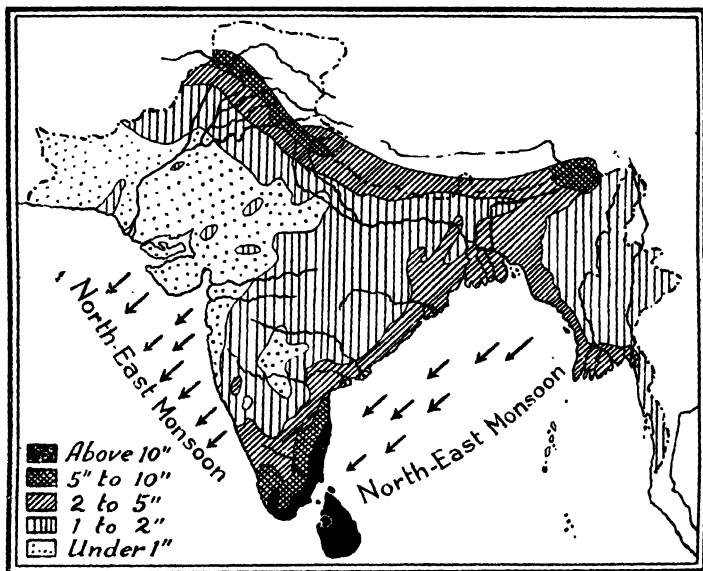 North-East Monsoon
North-East Monsoon
Above 10"
5" to 10"
2 to 5"
1 to 2"
Under 1"